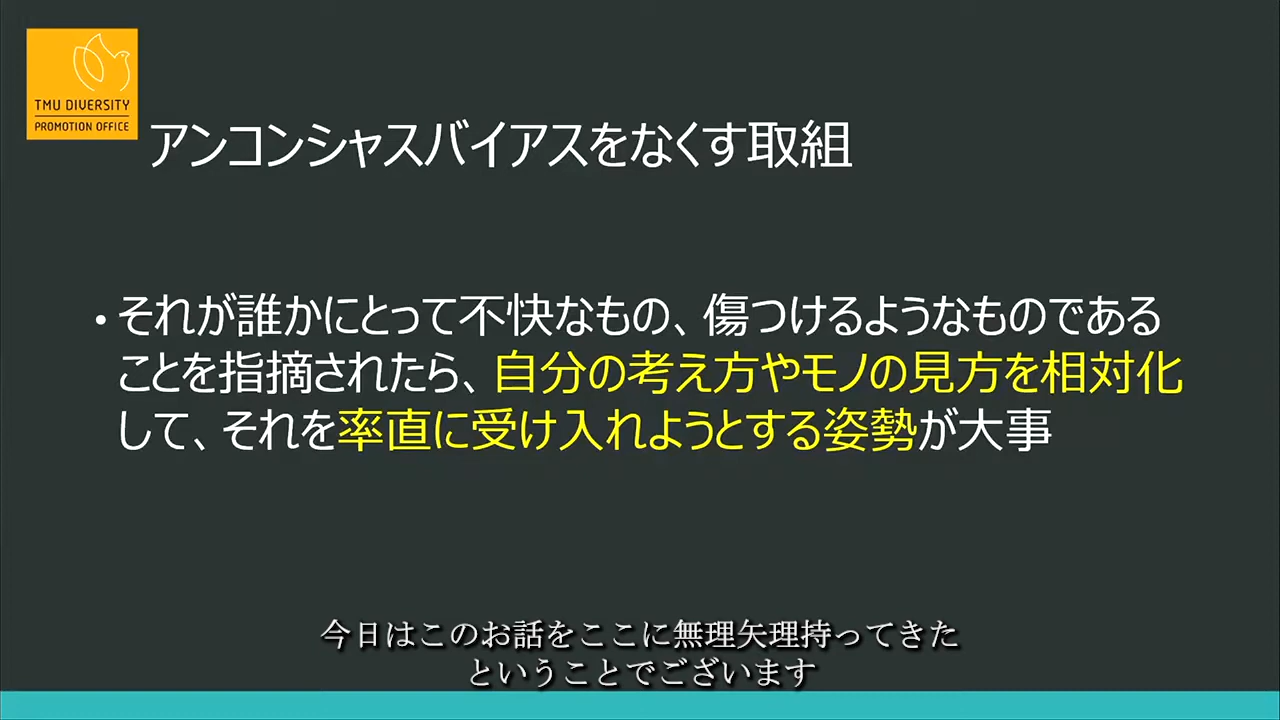 TMU DIVERSITY
PROMOTION OFFICE
アンコンシャスバイアスをなくす取組
• それが誰かにとって不快なもの、傷つけるようなものである
ことを指摘されたら、自分の考え方やモノの見方を相対化
して、それを率直に受け入れようとする姿勢が大事
今日はこのお話をここに無理矢理持ってきた
ということでございます